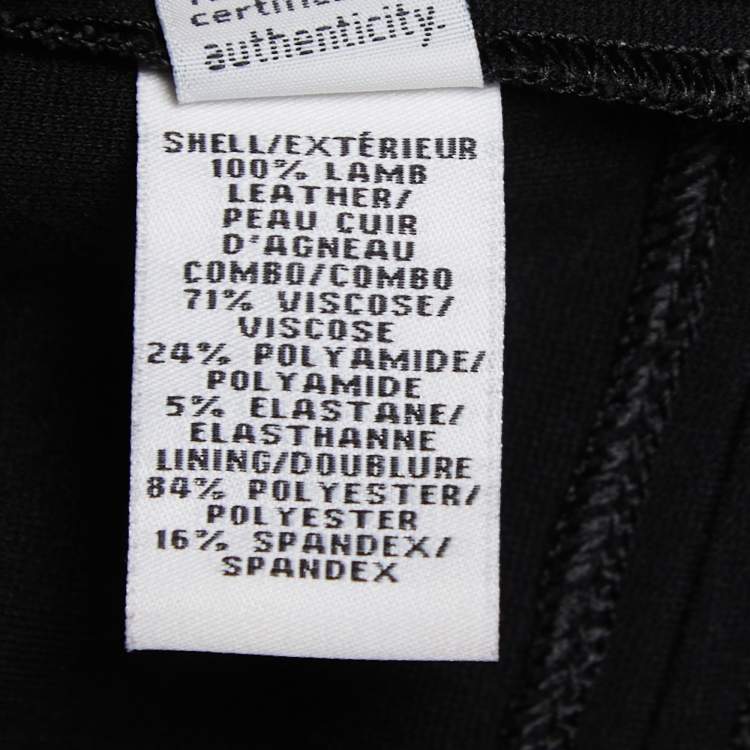 authenticity.
SHELL/EXTÉRIEUR
100% LAMB
LEATHER/
PEAU CUIR
D'AGNEAU
COMBO/COMBO
71% VISCOSE/
VISCOSE
24% POLYAMIDE/
POLYAMIDE
5% ELASTANE/
ELASTHANNE
LINING/DOUBLURE
84% POLYESTER/
POLYESTER
16% SPANDEX/
SPANDEX